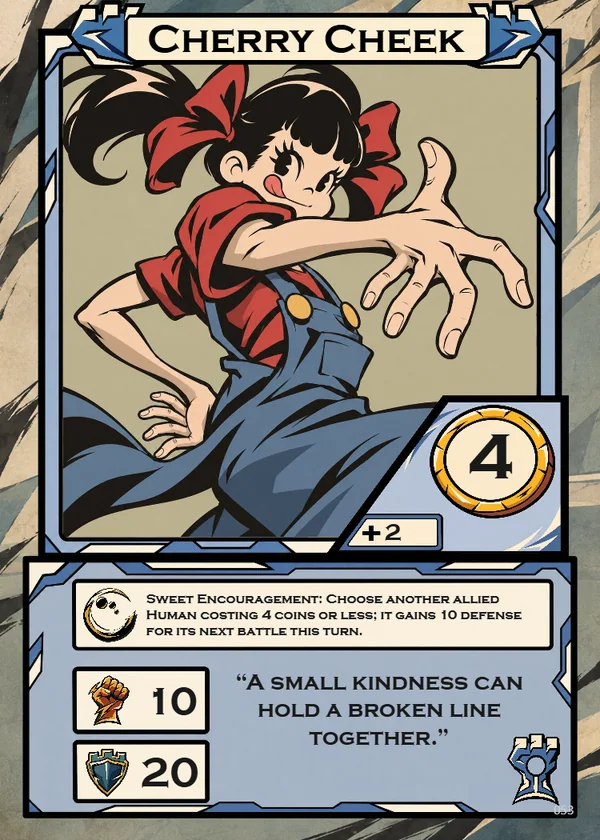 Cherry Cheek
4
+2
Sweet Encouragement: Choose another allied
Human costing 4 coins or less; it gains 10 defense
for its next battle this turn.
10
20
“A small kindness can
hold a broken line
together.”
053